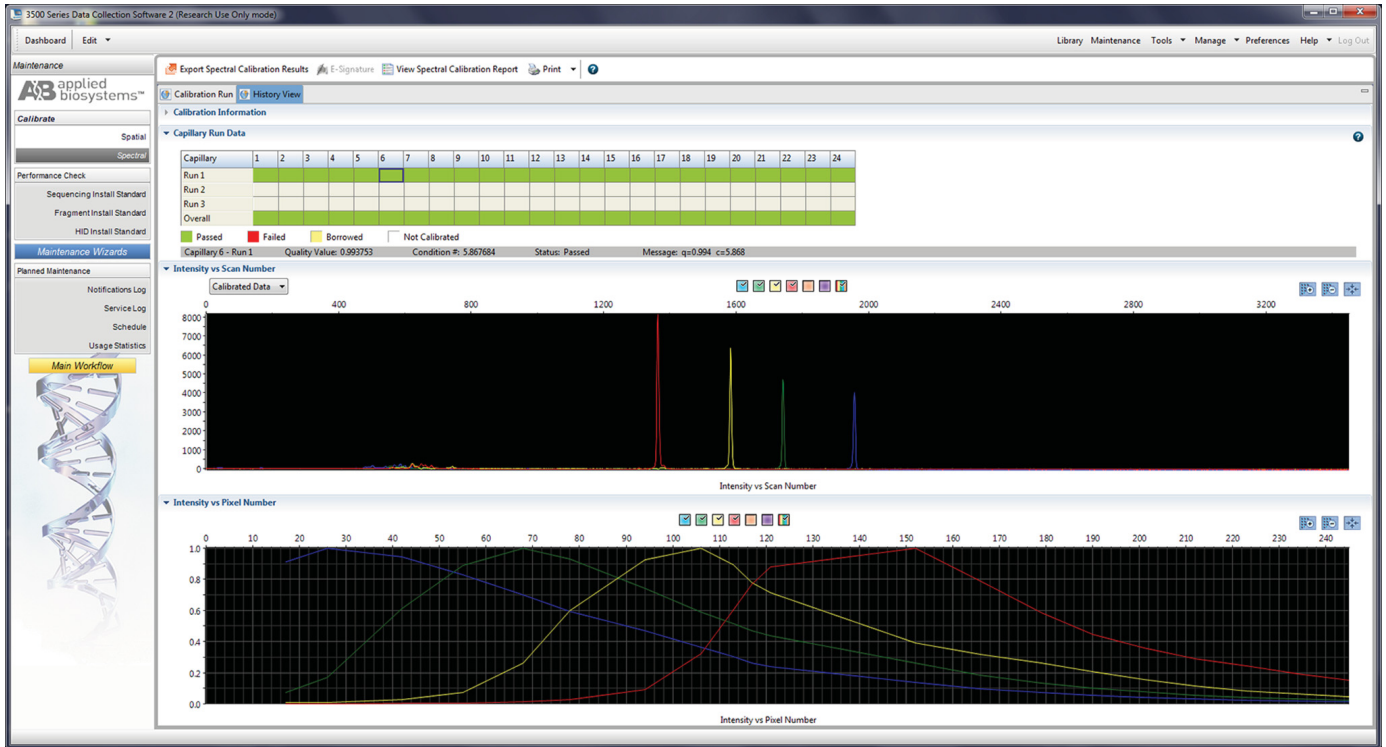 3500 Series Data Collection Software 2 (Research Use Only mode)
Dashboard Edit Library Maintenance Tools Manage Preferences Help Log Out
Maintenance
AB applied biosystems™
Calibrate
Spatial
Spectral
Performance Check
Sequencing Install Standard
Fragment Install Standard
HID Install Standard
Maintenance Wizards
Planned Maintenance
Notifications Log
Service Log
Schedule
Usage Statistics
Main Workflow
Export Spectral Calibration Results E-Signature View Spectral Calibration Report Print ?
Calibration Run History View
Calibration Information
Capillary Run Data ?
Capillary 1 2 3 4 5 6 7 8 9 10 11 12 13 14 15 16 17 18 19 20 21 22 23 24
Run 1
Run 2
Run 3
Overall
Passed Failed Borrowed Not Calibrated
Capillary 6 - Run 1 Quality Value: 0.993753 Condition #: 5.867684 Status: Passed Message: q=0.994 c=5.868
Intensity vs Scan Number
Calibrated Data
0 400 800 1200 1600 2000 2400 2800 3200
8000
7000
6000
5000
4000
3000
2000
1000
0
Intensity vs Scan Number
Intensity vs Pixel Number
0 10 20 30 40 50 60 70 80 90 100 110 120 130 140 150 160 170 180 190 200 210 220 230 240
1.0
0.8
0.6
0.4
0.2
0.0
Intensity vs Pixel Number